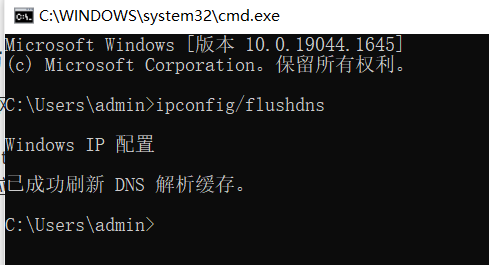 C:\WINDOWS\system32\cmd.exe
Microsoft Windows [版本 10.0.19044.1645]
(c) Microsoft Corporation。保留所有权利。
C:\Users\admin>ipconfig/flushdns
Windows IP 配置
已成功刷新 DNS 解析缓存。
C:\Users\admin>